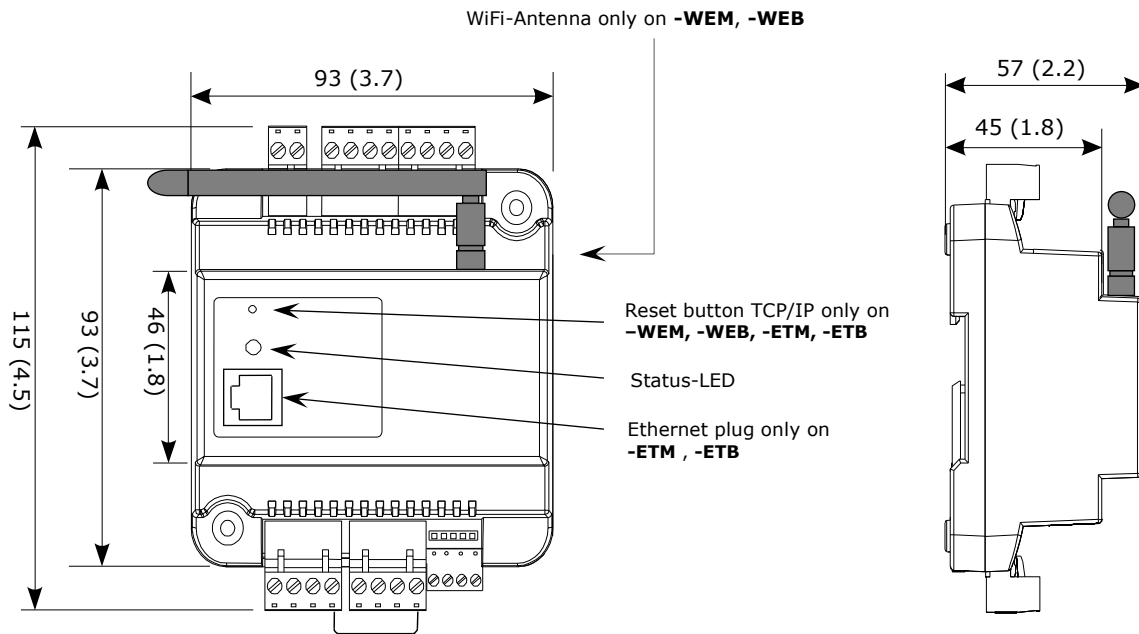 WiFi-Antenna only on -WEM, -WEB
93 (3.7)
57 (2.2)
45 (1.8)
115 (4.5)
93 (3.7)
46 (1.8)
Reset button TCP/IP only on
–WEM, -WEB, -ETM, -ETB
Status-LED
Ethernet plug only on
-ETM , -ETB